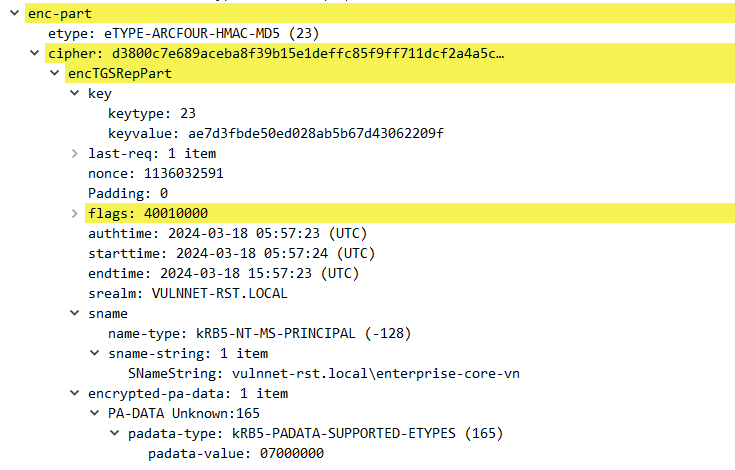 enc-part
etype: eTYPE-ARCFOUR-HMAC-MD5 (23)
cipher: d3800c7e689aceba8f39b15e1deffc85f9ff711dcf2a4a5c…
encTGSRepPart
key
keytype: 23
keyvalue: ae7d3fbde50ed028ab5b67d43062209f
last-req: 1 item
nonce: 1136032591
Padding: 0
flags: 40010000
authtime: 2024-03-18 05:57:23 (UTC)
starttime: 2024-03-18 05:57:24 (UTC)
endtime: 2024-03-18 15:57:23 (UTC)
srealm: VULNNET-RST.LOCAL
sname
name-type: kRB5-NT-MS-PRINCIPAL (-128)
sname-string: 1 item
SNameString: vulnnet-rst.local\enterprise-core-vn
encrypted-pa-data: 1 item
PA-DATA Unknown:165
padata-type: kRB5-PADATA-SUPPORTED-ETYPES (165)
padata-value: 07000000